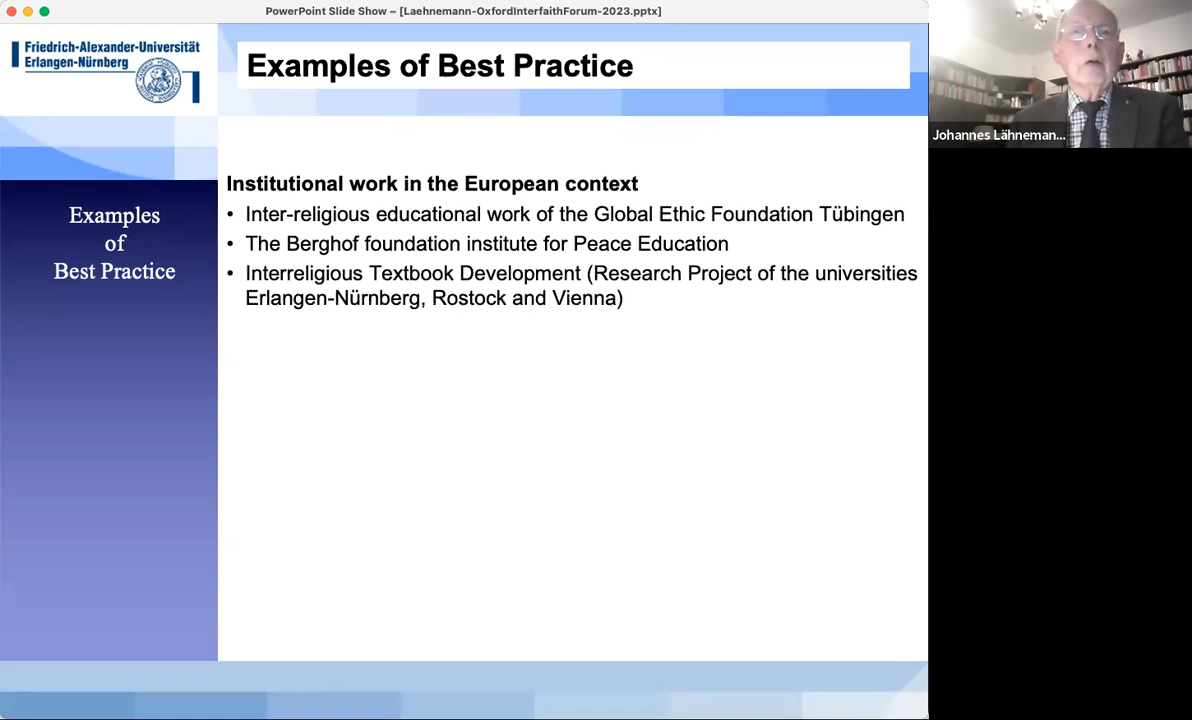 PowerPoint Slide Show – [Laehnemann-OxfordInterfaithForum-2023.pptx]
Friedrich-Alexander-Universität
Erlangen-Nürnberg
Examples of Best Practice
Johannes Lähneman...
Examples
of
Best Practice
Institutional work in the European context
• Inter-religious educational work of the Global Ethic Foundation Tübingen
• The Berghof foundation institute for Peace Education
• Interreligious Textbook Development (Research Project of the universities
Erlangen-Nürnberg, Rostock and Vienna)